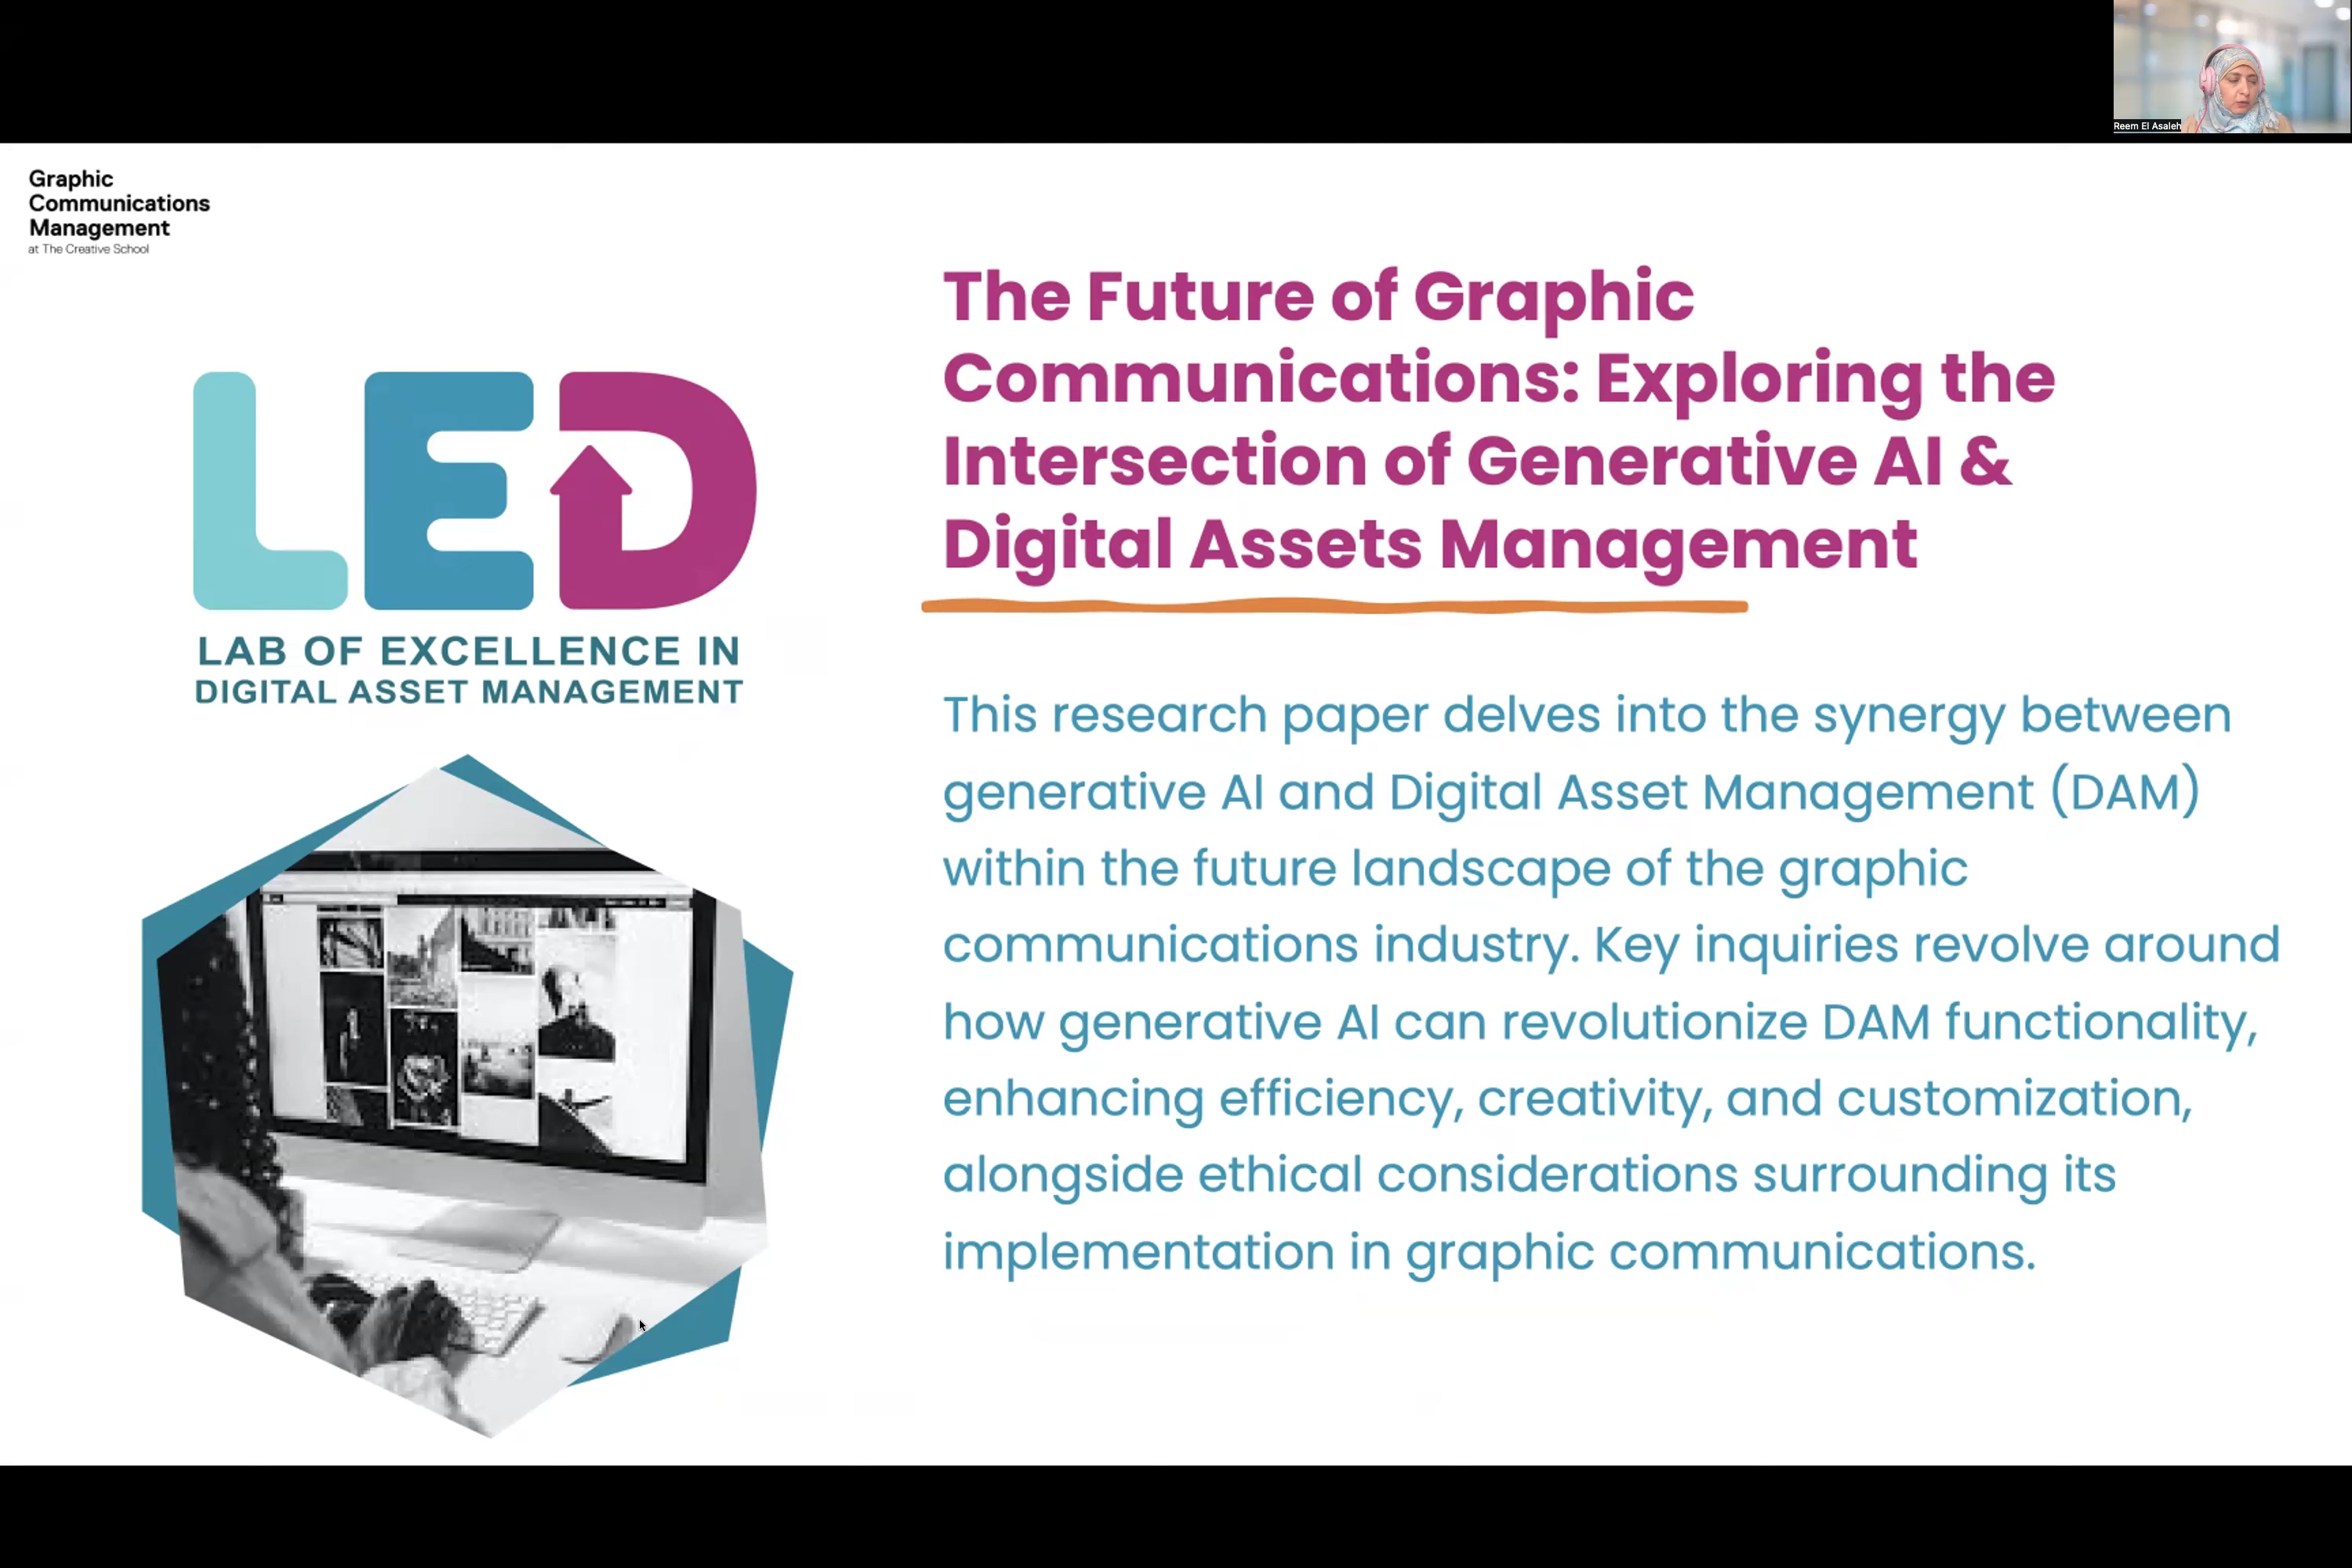 Reem El Asaleh
Graphic
Communications
Management
at The Creative School
LED
LAB OF EXCELLENCE IN
DIGITAL ASSET MANAGEMENT
The Future of Graphic
Communications: Exploring the
Intersection of Generative AI &
Digital Assets Management
This research paper delves into the synergy between
generative AI and Digital Asset Management (DAM)
within the future landscape of the graphic
communications industry. Key inquiries revolve around
how generative AI can revolutionize DAM functionality,
enhancing efficiency, creativity, and customization,
alongside ethical considerations surrounding its
implementation in graphic communications.